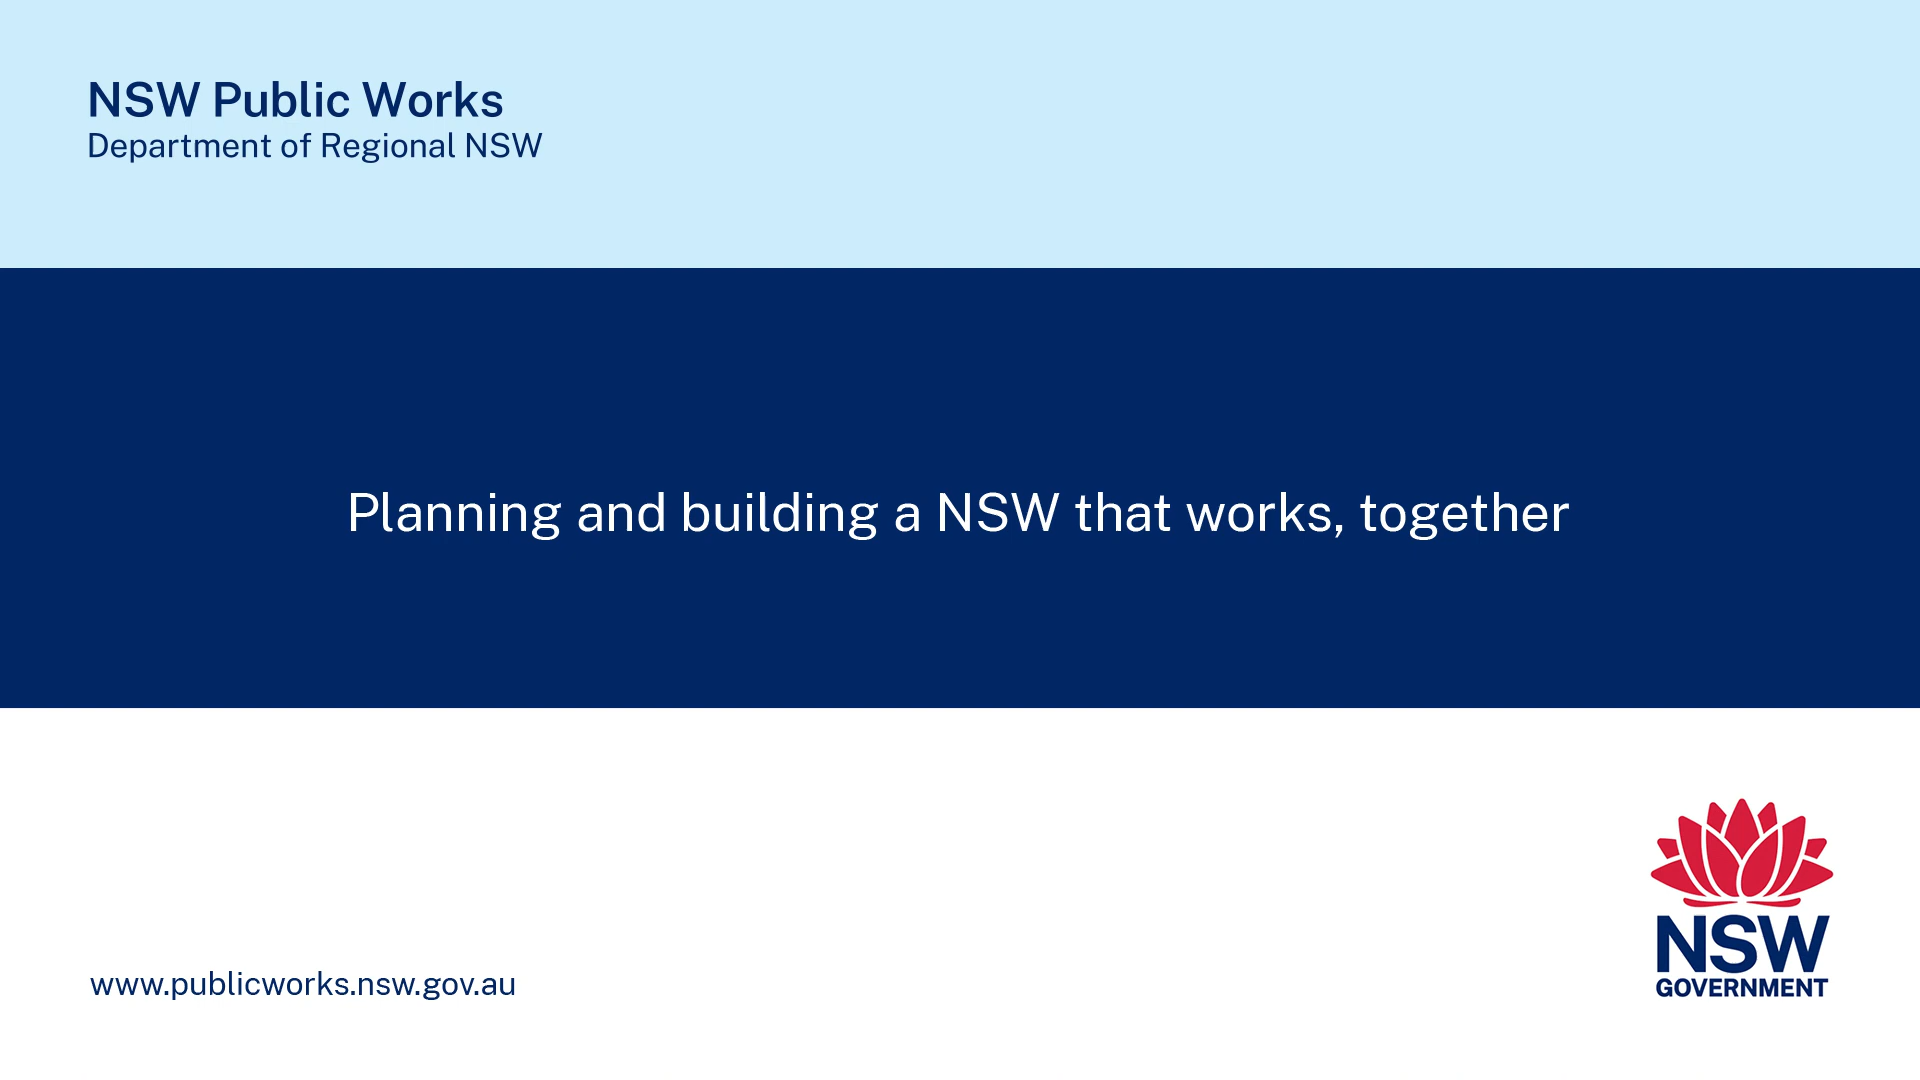 NSW Public Works
Department of Regional NSW
Planning and building a NSW that works, together
www.publicworks.nsw.gov.au
NSW
GOVERNMENT